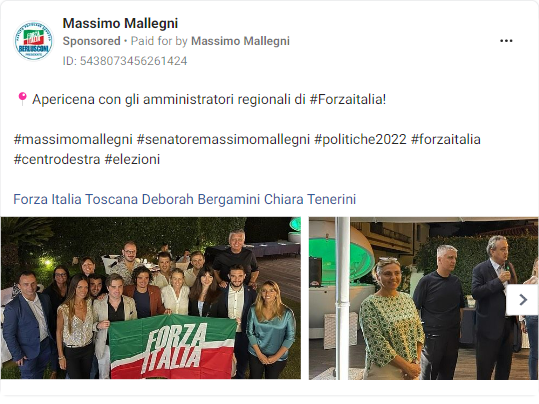 Massimo Mallegni
Sponsored • Paid for by Massimo Mallegni
ID: 5438073456261424
Apericena con gli amministratori regionali di #Forzaitalia!
#massimomallegni #senatoremassimomallegni #politiche2022 #forzaitalia
#centrodestra #elezioni
Forza Italia Toscana Deborah Bergamini Chiara Tenerini
FORZA
ITALIA
BERLUSCONI